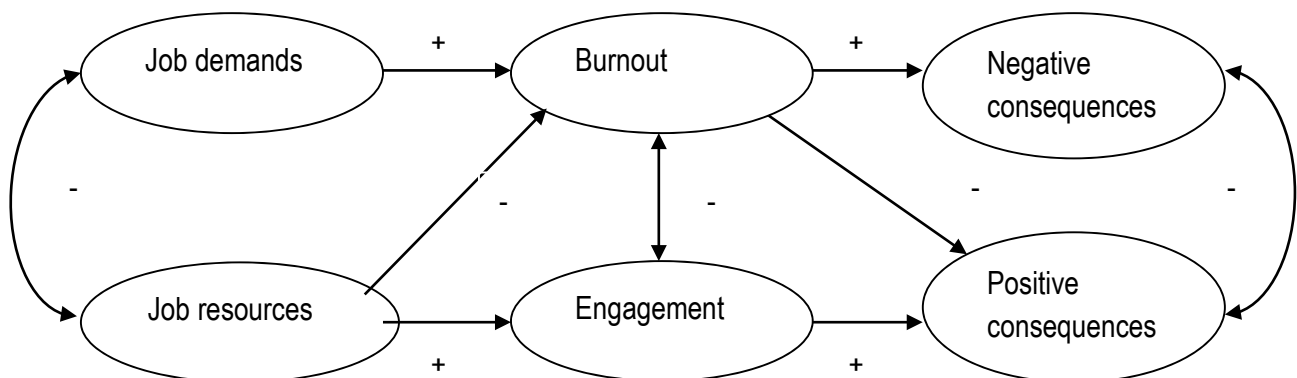 +
+
Job demands
Burnout
Negative
consequences
-
-
-
-
-
Job resources
Engagement
Positive
consequences
+
+